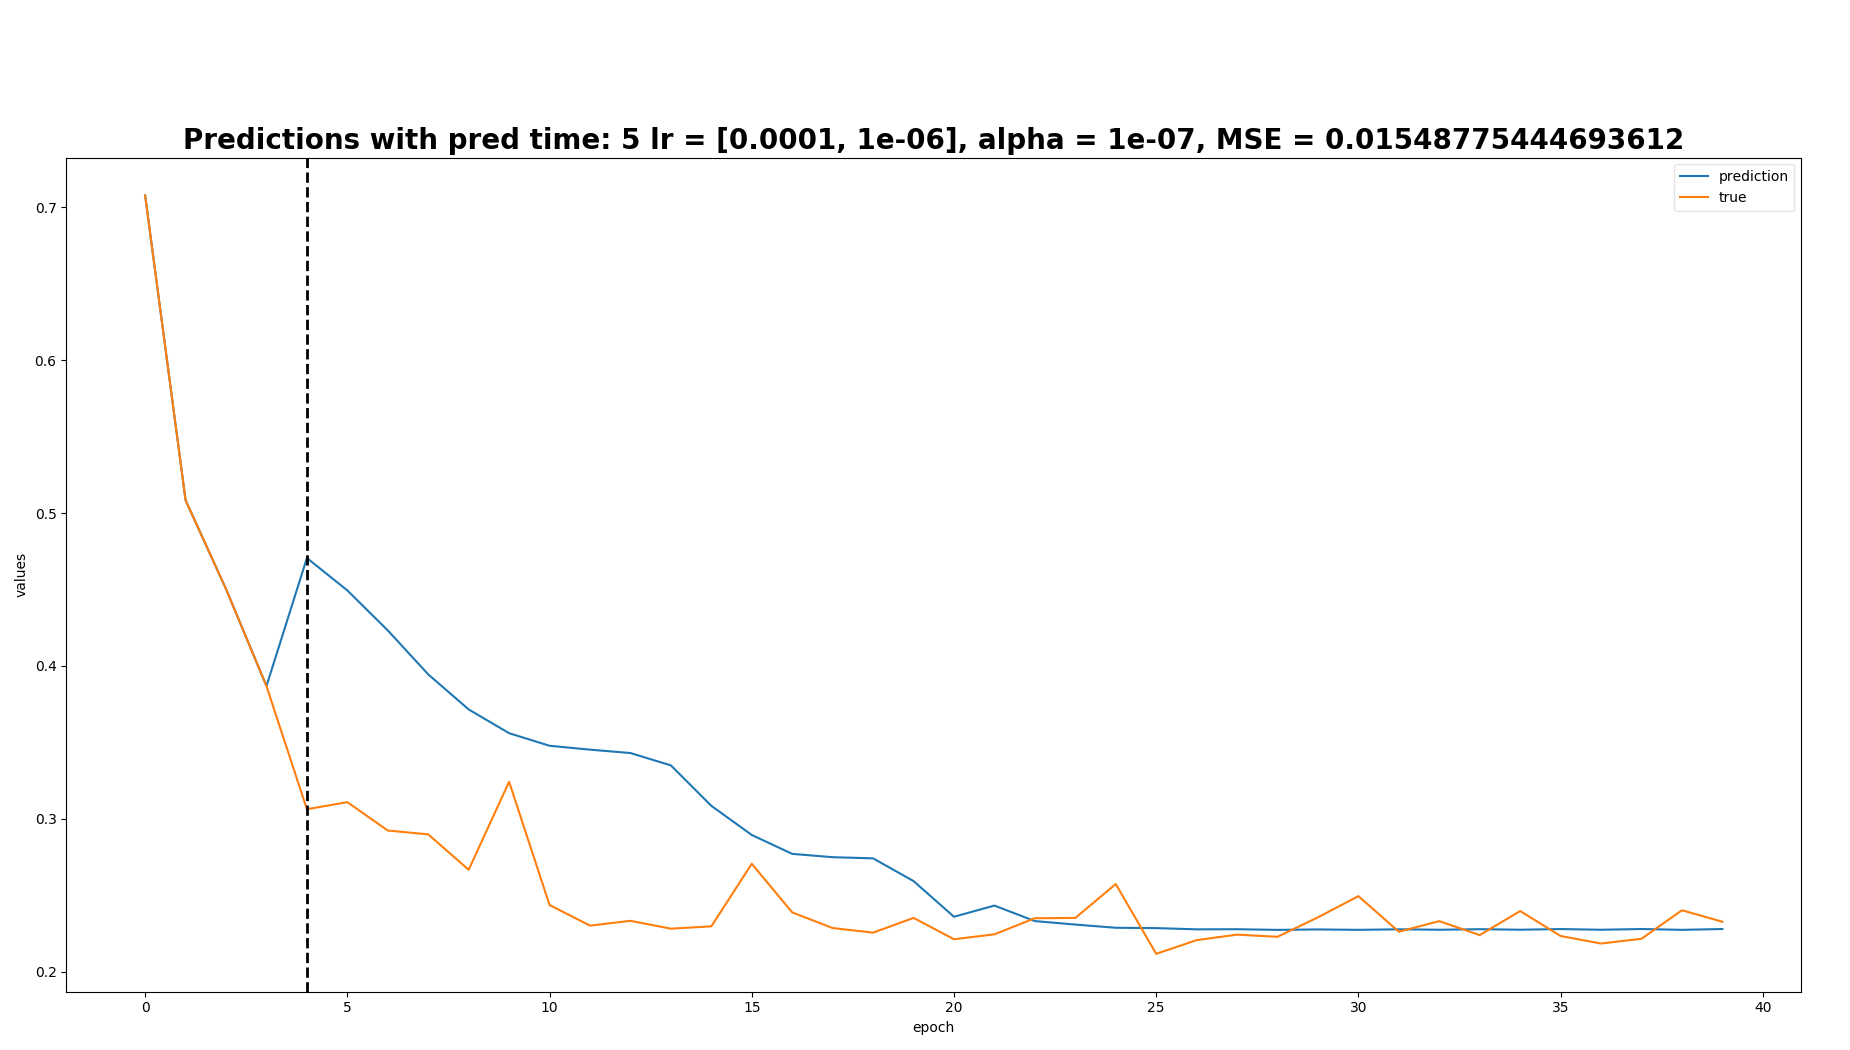 Predictions with pred time: 5 lr = [0.0001, 1e-06], alpha = 1e-07, MSE = 0.01548775444693612
prediction
true
0.7
0.6
0.5
0.4
0.3
0.2
values
0 5 10 15 20 25 30 35 40
epoch